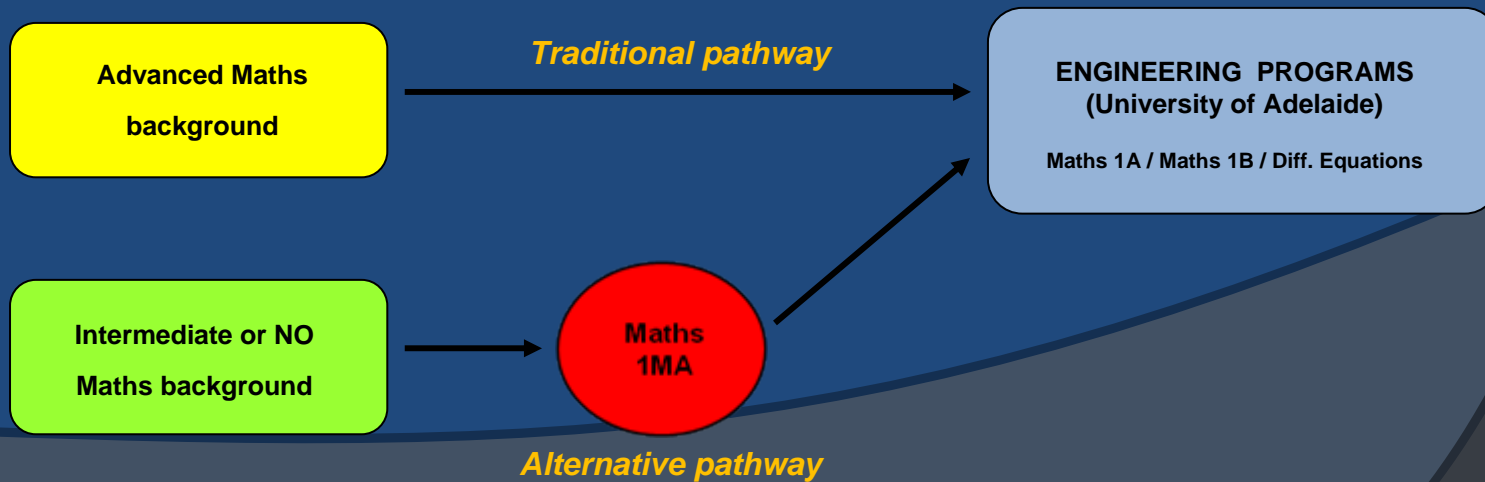 Advanced Maths
background
Traditional pathway
ENGINEERING PROGRAMS
(University of Adelaide)
Maths 1A / Maths 1B / Diff. Equations
Intermediate or NO
Maths background
Maths
1MA
Alternative pathway